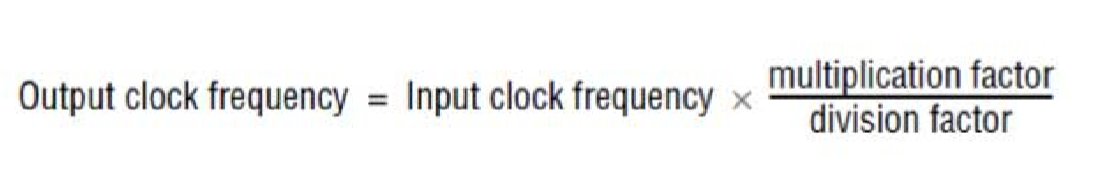 Output clock frequency = Input clock frequency × multiplication factor
division factor